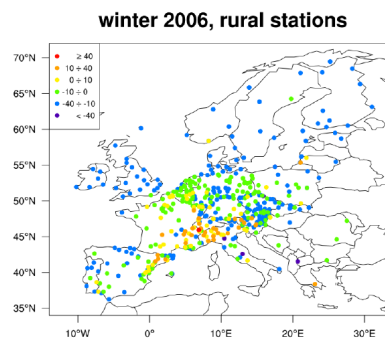 winter 2006, rural stations
≥ 40
10 ÷ 40
0 ÷ 10
-10 ÷ 0
-40 ÷ -10
< -40
70°N
65°N
60°N
55°N
50°N
45°N
40°N
35°N
10°W
0°
10°E
20°E
30°E